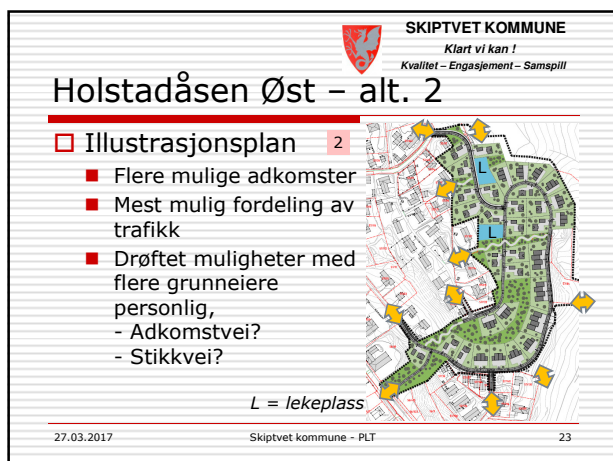 SKIPTVET KOMMUNE
Klart vi kan !
Kvalitet – Engasjement – Samspill
Holstadåsen Øst – alt. 2
Illustrasjonsplan 2
Flere mulige adkomster
Mest mulig fordeling av
trafikk
Drøftet muligheter med
flere grunneiere
personlig,
- Adkomstvei?
- Stikkvei?
L
L
L = lekeplass
27.03.2017 Skiptvet kommune - PLT 23